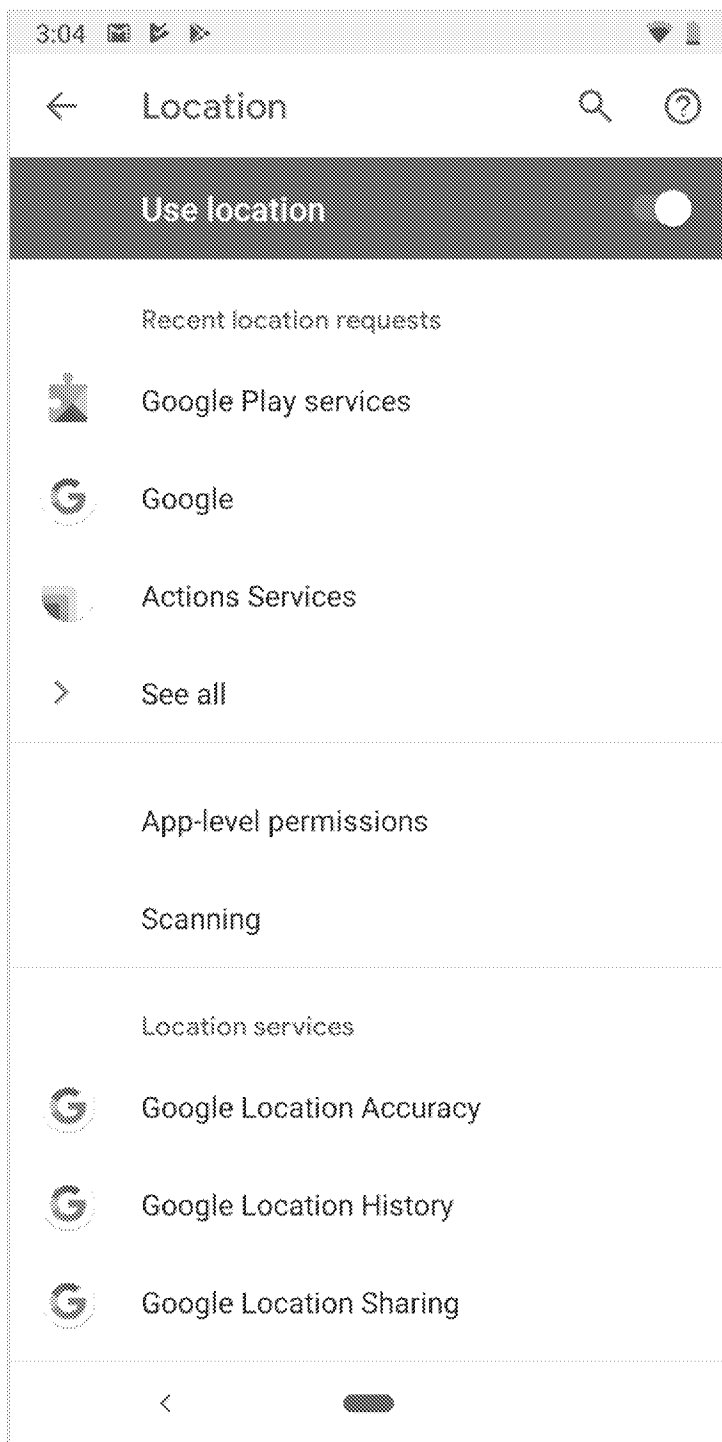 3:04
Location
Use location
Recent location requests
Google Play services
Google
Actions Services
See all
App-level permissions
Scanning
Location services
Google Location Accuracy
Google Location History
Google Location Sharing